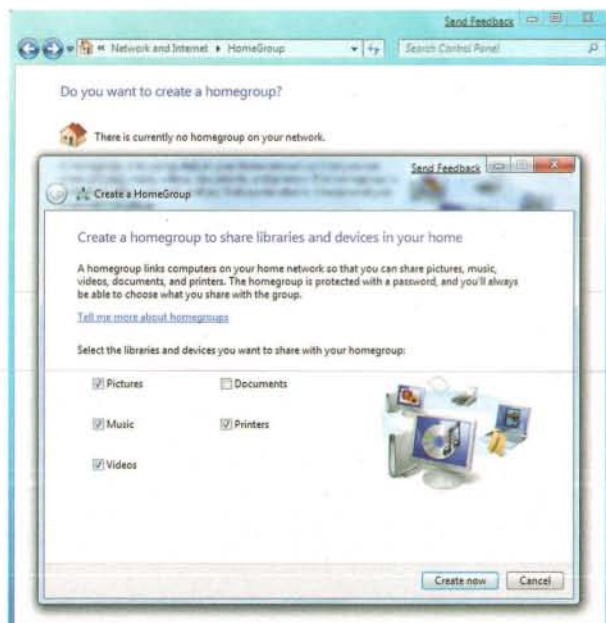 Send Feedback
« Network and Internet ▸ HomeGroup
Search Control Panel
Do you want to create a homegroup?
There is currently no homegroup on your network.
Send Feedback
Create a HomeGroup
Create a homegroup to share libraries and devices in your home
A homegroup links computers on your home network so that you can share pictures, music,
videos, documents, and printers. The homegroup is protected with a password, and you'll always
be able to choose what you share with the group.
Tell me more about homegroups
Select the libraries and devices you want to share with your homegroup:
Pictures
Documents
Music
Printers
Videos
Create now
Cancel